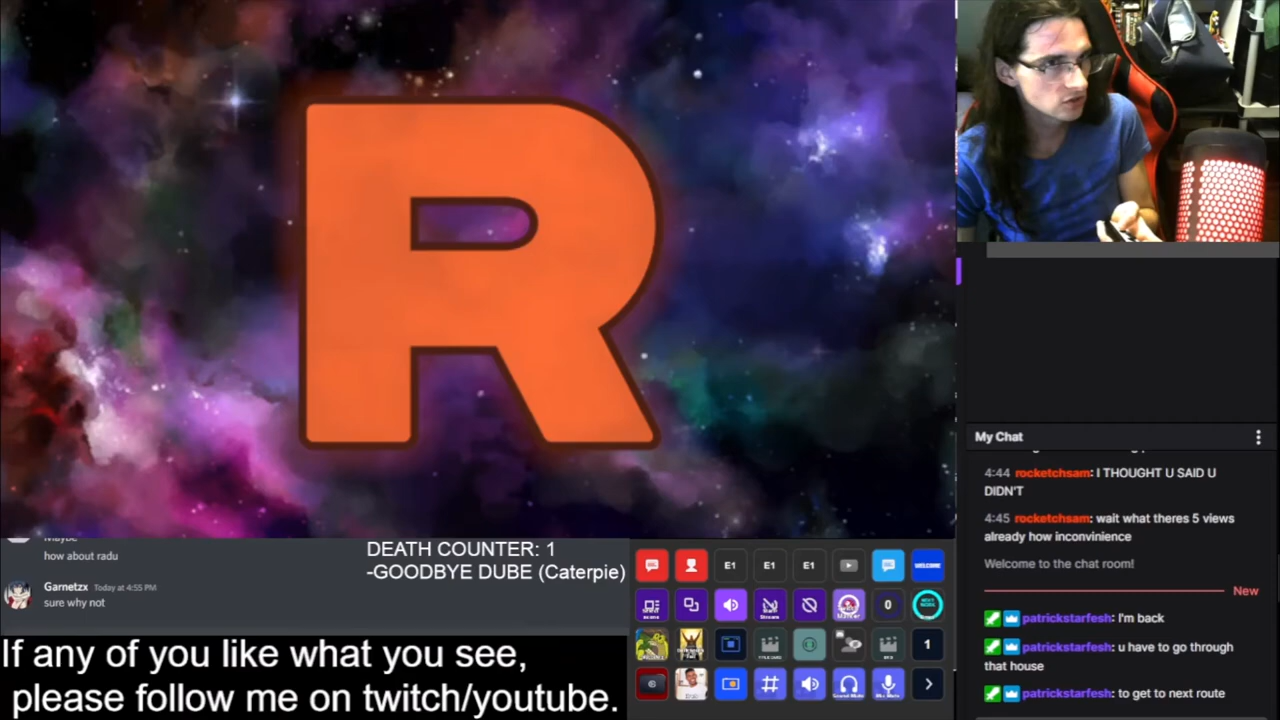 R
how about radu
Garnetzx Today at 4:55 PM
sure why not
DEATH COUNTER: 1
-GOODBYE DUBE (Caterpie)
If any of you like what you see,
please follow me on twitch/youtube.
E1 E1 E1
WELCOME
0
1
My Chat
4:44 rocketchsam: I THOUGHT U SAID U
DIDN'T
4:45 rocketchsam: wait what theres 5 views
already how inconvinience
Welcome to the chat room!
New
patrickstarfesh: I'm back
patrickstarfesh: u have to go through
that house
patrickstarfesh: to get to next route